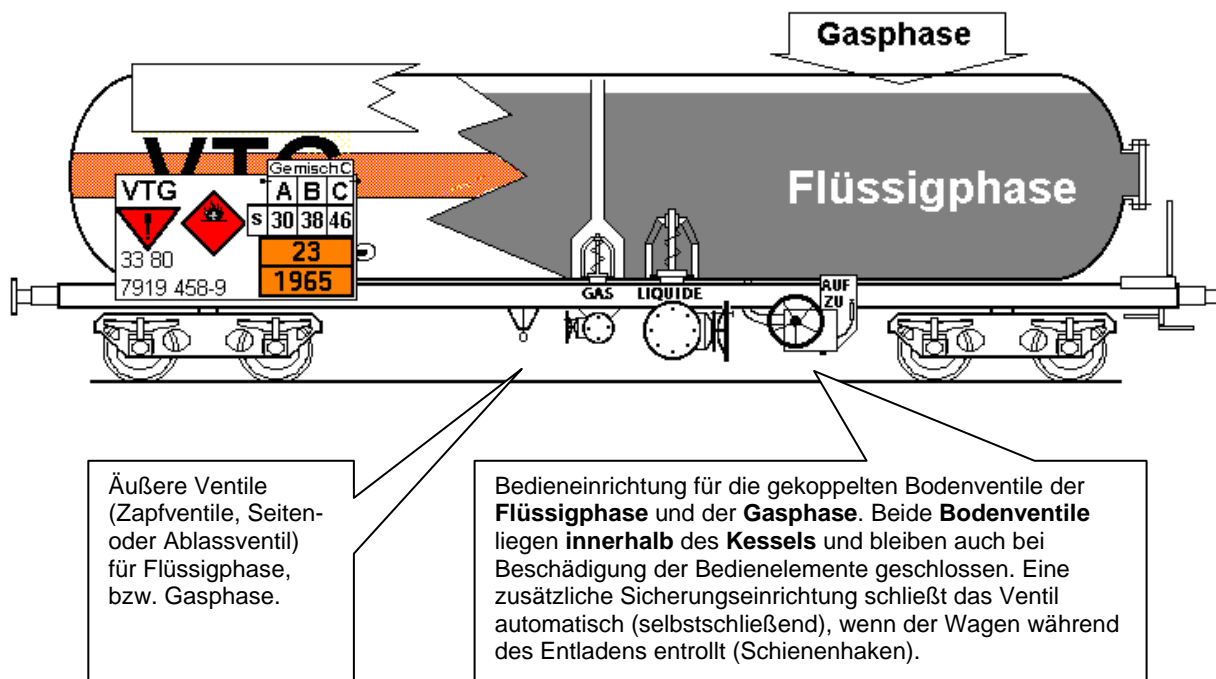 Gasphase
VTG
Flüssigphase
Gemisch C
VTG
A B C
S 30 38 46
23
1965
33 80
7919 458-9
GAS
LIQUIDE
AUF
ZU
Äußere Ventile
(Zapfventile, Seiten-
oder Ablassventil)
für Flüssigphase,
bzw. Gasphase.
Bedieneinrichtung für die gekoppelten Bodenventile der
Flüssigphase und der Gasphase. Beide Bodenventile
liegen innerhalb des Kessels und bleiben auch bei
Beschädigung der Bedienelemente geschlossen. Eine
zusätzliche Sicherungseinrichtung schließt das Ventil
automatisch (selbstschließend), wenn der Wagen während
des Entladens entrollt (Schienenhaken).